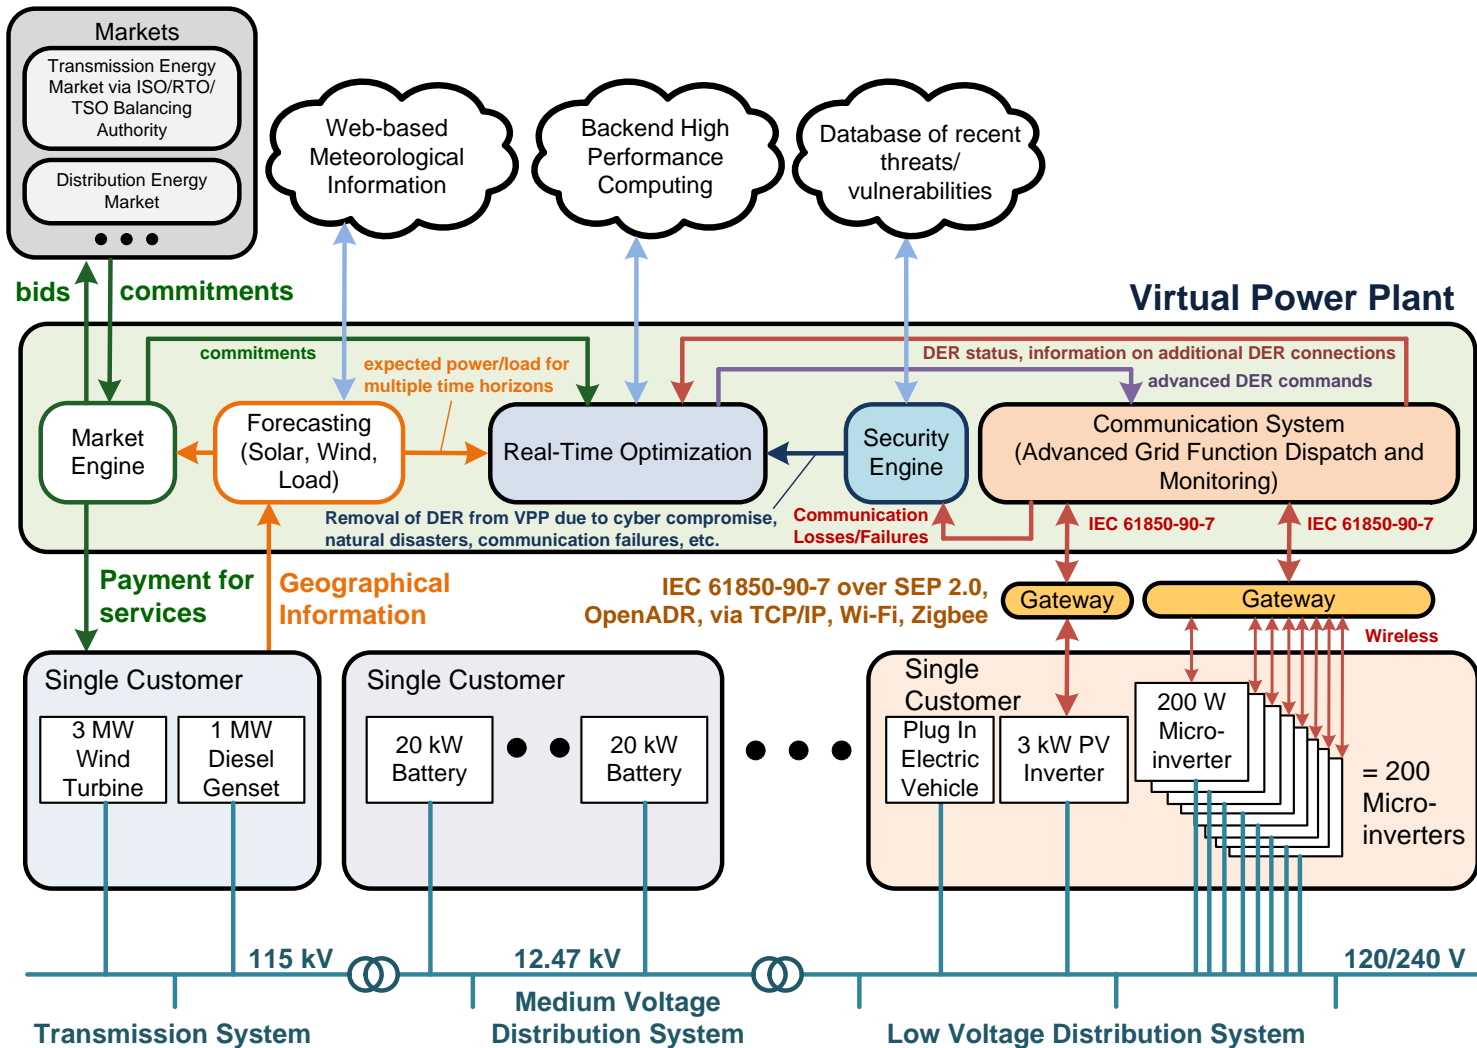 Markets
Transmission Energy
Market via ISO/RTO/
TSO Balancing
Authority
Distribution Energy
Market
Web-based
Meteorological
Information
Backend High
Performance
Computing
Database of recent
threats/
vulnerabilities
bids
commitments
Virtual Power Plant
commitments
expected power/load for
multiple time horizons
DER status, information on additional DER connections
advanced DER commands
Market
Engine
Forecasting
(Solar, Wind,
Load)
Real-Time Optimization
Security
Engine
Communication System
(Advanced Grid Function Dispatch and
Monitoring)
Removal of DER from VPP due to cyber compromise,
natural disasters, communication failures, etc.
Communication
Losses/Failures
IEC 61850-90-7
IEC 61850-90-7
Payment for
services
Geographical
Information
IEC 61850-90-7 over SEP 2.0,
OpenADR, via TCP/IP, Wi-Fi, Zigbee
Gateway
Gateway
Wireless
Single Customer
3 MW
Wind
Turbine
1 MW
Diesel
Genset
Single Customer
20 kW
Battery
20 kW
Battery
Single
Customer
Plug In
Electric
Vehicle
3 kW PV
Inverter
200 W
Micro-
inverter
= 200
Micro-
inverters
115 kV
12.47 kV
120/240 V
Transmission System
Medium Voltage
Distribution System
Low Voltage Distribution System